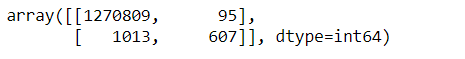 array([[1270809,      95],
       [   1013,     607]], dtype=int64)